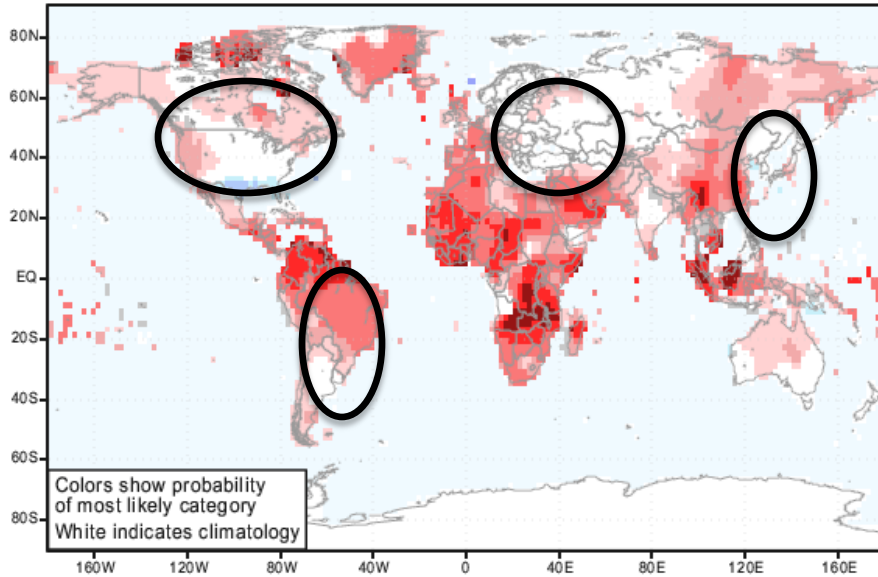 80N
60N
40N
20N
EQ
20S
40S
60S
80S
Colors show probability
of most likely category
White indicates climatology
160W 120W 80W 40W 0 40E 80E 120E 160E